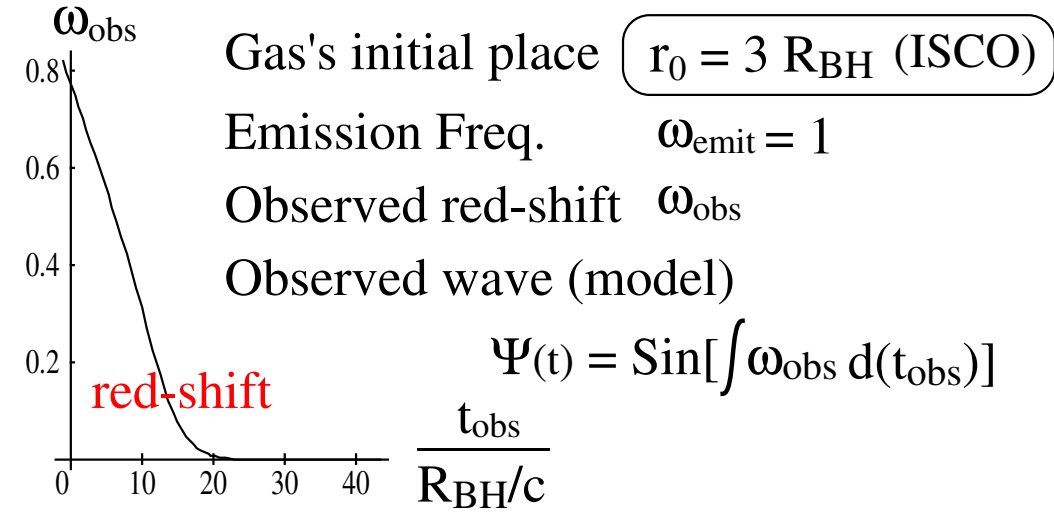 ω_obs
Gas's initial place r₀ = 3 R_BH (ISCO)
Emission Freq. ω_emit = 1
Observed red-shift ω_obs
Observed wave (model)
Ψ(t) = Sin[∫ω_obs d(t_obs)]
0.8
0.6
0.4
0.2
red-shift
0 10 20 30 40
t_obs
R_BH/c